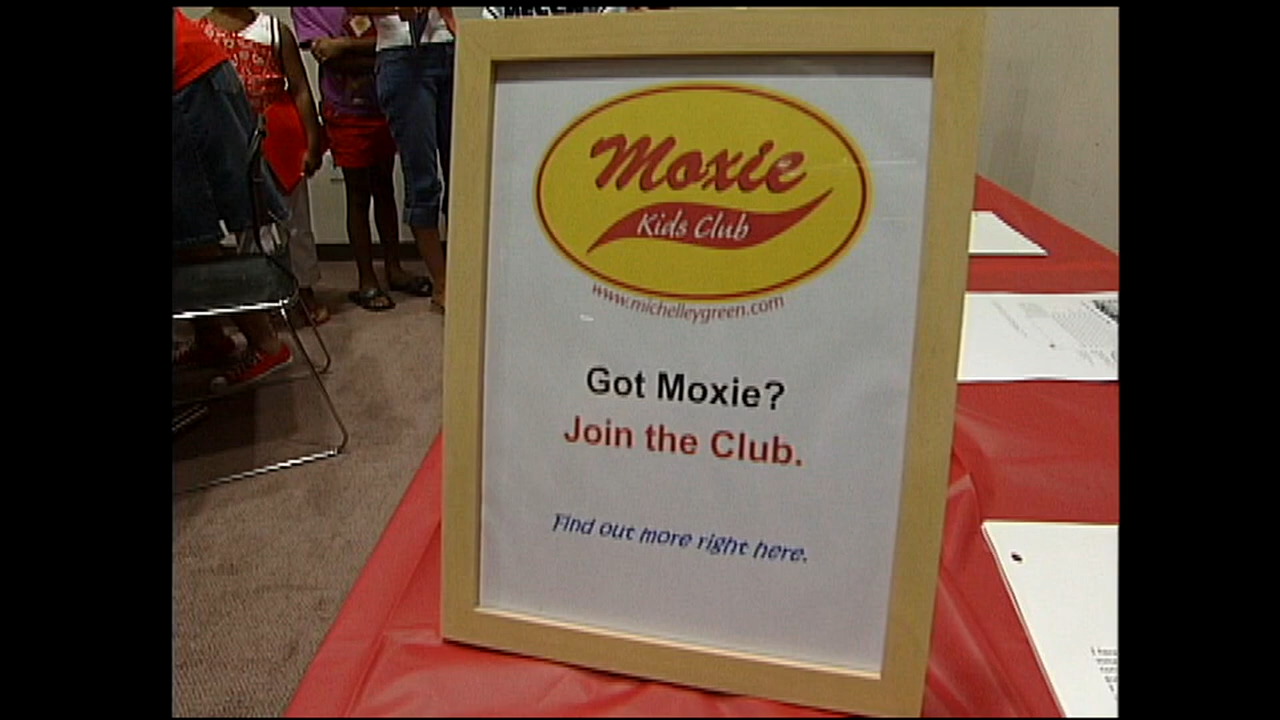 Moxie
Kids Club
www.michelleygreen.com
Got Moxie?
Join the Club.
Find out more right here.